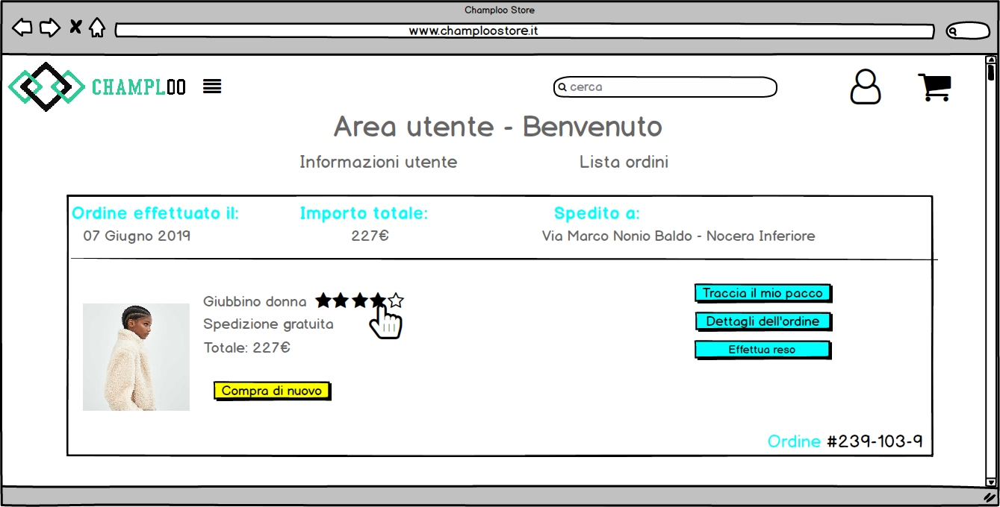 Champloo Store
www.champloostore.it
CHAMPLOO
cerca
Area utente - Benvenuto
Informazioni utente
Lista ordini
Ordine effettuato il:
Importo totale:
Spedito a:
07 Giugno 2019
227€
Via Marco Nonio Baldo - Nocera Inferiore
Giubbino donna
Spedizione gratuita
Totale: 227€
Compra di nuovo
Traccia il mio pacco
Dettagli dell'ordine
Effettua reso
Ordine #239-103-9